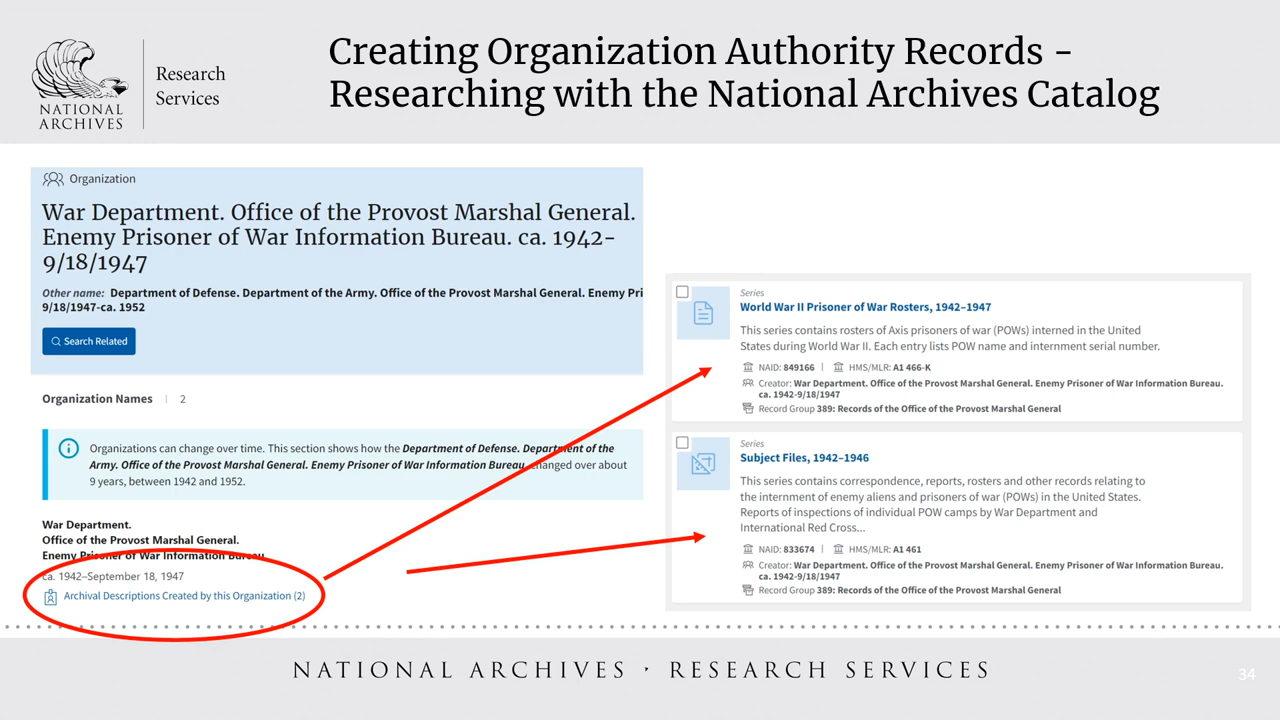 NATIONAL
ARCHIVES
Research
Services
Creating Organization Authority Records -
Researching with the National Archives Catalog
Organization
War Department. Office of the Provost Marshal General.
Enemy Prisoner of War Information Bureau. ca. 1942-
9/18/1947
Other name: Department of Defense. Department of the Army. Office of the Provost Marshal General. Enemy Pri
9/18/1947-ca. 1952
Search Related
Organization Names | 2
Organizations can change over time. This section shows how the Department of Defense. Department of the
Army. Office of the Provost Marshal General. Enemy Prisoner of War Information Bureau changed over about
9 years, between 1942 and 1952.
War Department.
Office of the Provost Marshal General.
Enemy Prisoner of War Information Bureau
ca. 1942–September 18, 1947
Archival Descriptions Created by this Organization (2)
Series
World War II Prisoner of War Rosters, 1942–1947
This series contains rosters of Axis prisoners of war (POWs) interned in the United
States during World War II. Each entry lists POW name and internment serial number.
NAID: 849166 | HMS/MLR: A1 466-K
Creator: War Department. Office of the Provost Marshal General. Enemy Prisoner of War Information Bureau.
ca. 1942-9/18/1947
Record Group 389: Records of the Office of the Provost Marshal General
Series
Subject Files, 1942–1946
This series contains correspondence, reports, rosters and other records relating to
the internment of enemy aliens and prisoners of war (POWs) in the United States.
Reports of inspections of individual POW camps by War Department and
International Red Cross...
NAID: 833674 | HMS/MLR: A1 461
Creator: War Department. Office of the Provost Marshal General. Enemy Prisoner of War Information Bureau.
ca. 1942-9/18/1947
Record Group 389: Records of the Office of the Provost Marshal General
NATIONAL ARCHIVES · RESEARCH SERVICES
34